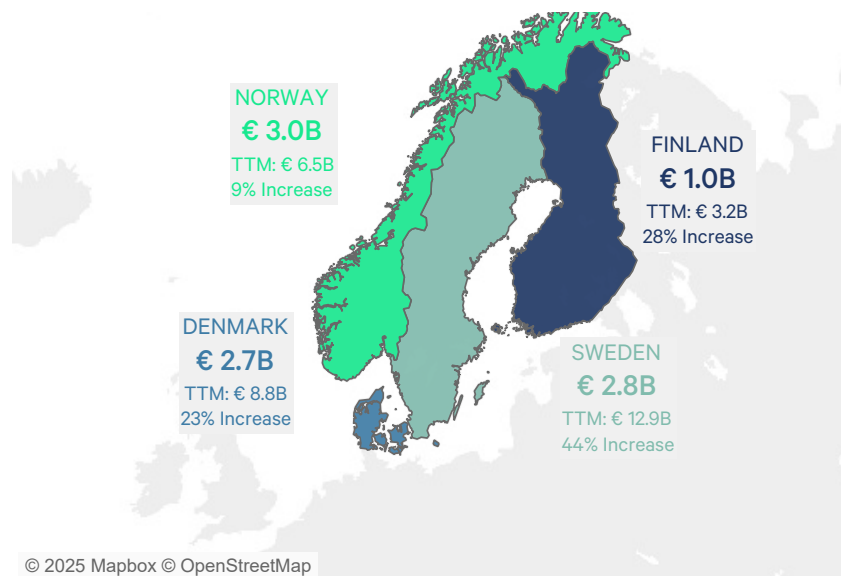 NORWAY
€ 3.0B
TTM: € 6.5B
9% Increase
FINLAND
€ 1.0B
TTM: € 3.2B
28% Increase
DENMARK
€ 2.7B
TTM: € 8.8B
23% Increase
SWEDEN
€ 2.8B
TTM: € 12.9B
44% Increase
© 2025 Mapbox © OpenStreetMap